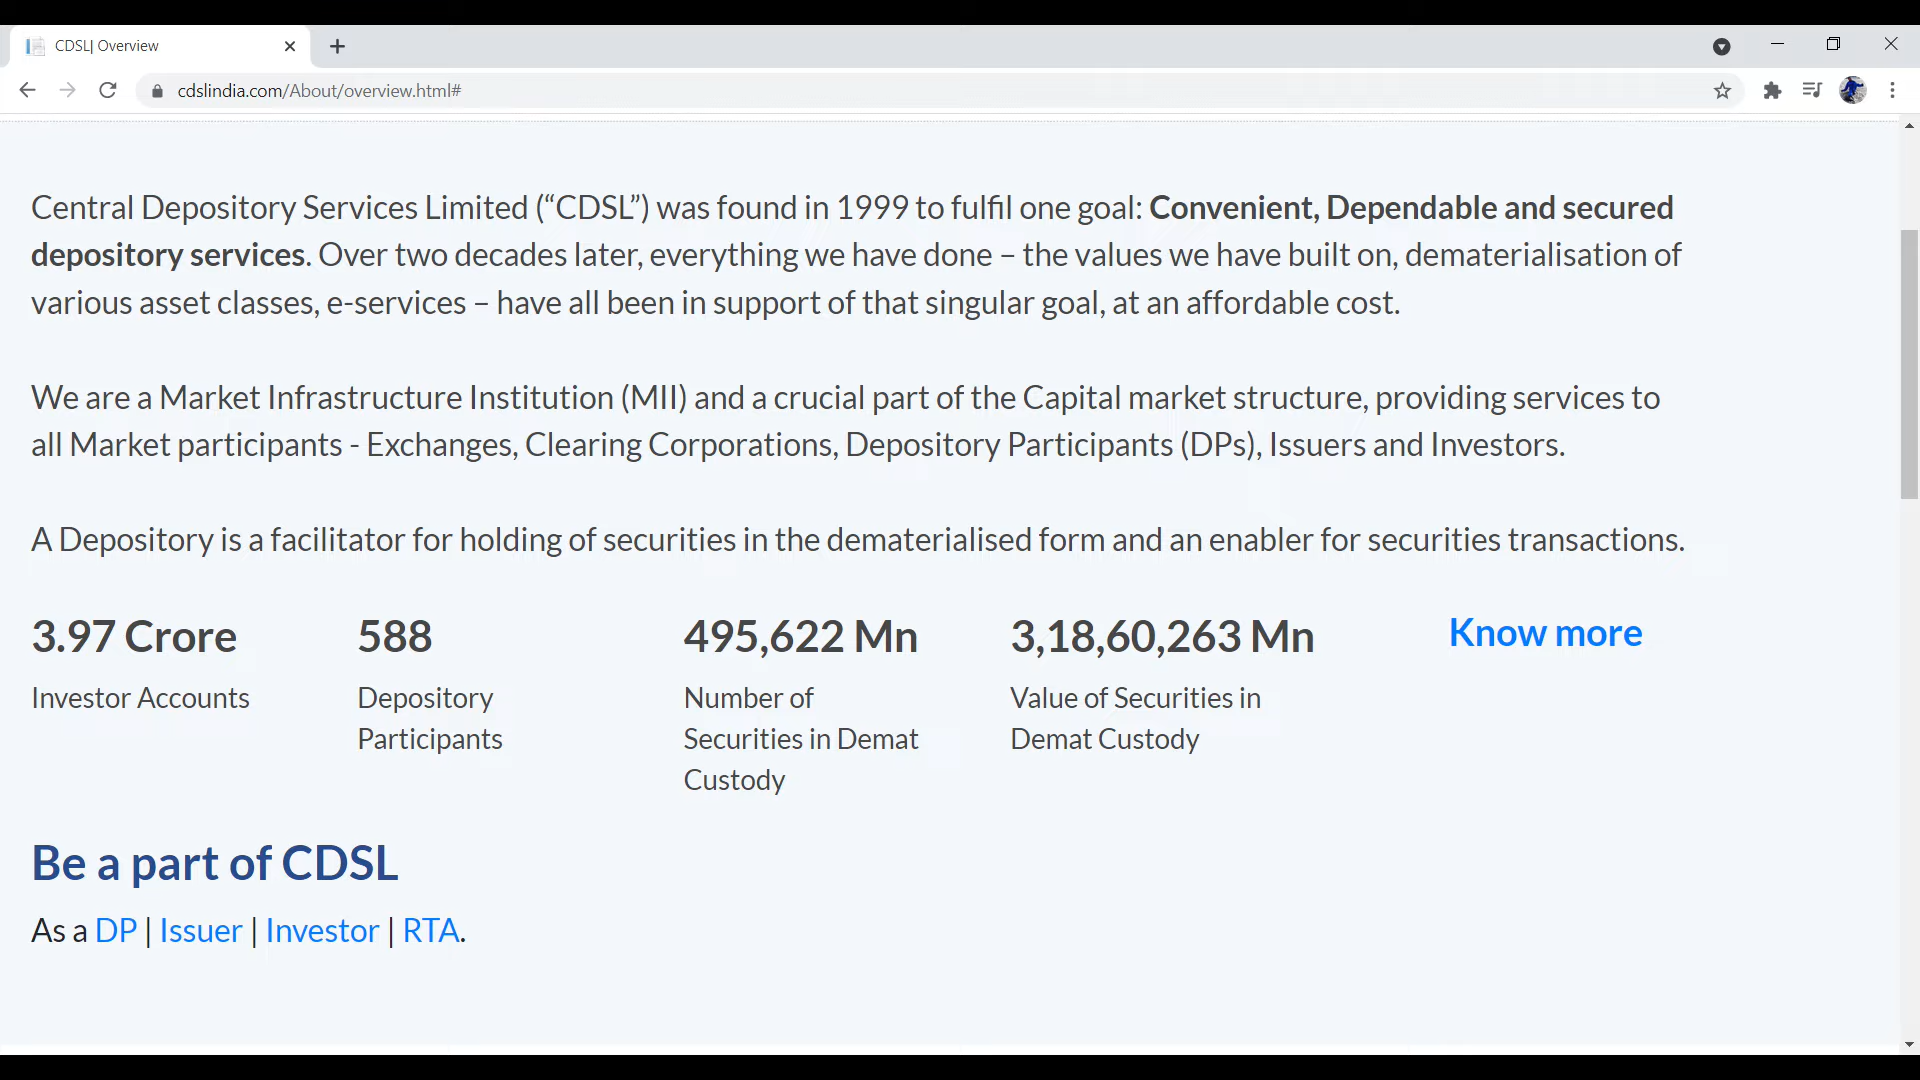 CDSL| Overview
cdslindia.com/About/overview.html#
Central Depository Services Limited (“CDSL”) was found in 1999 to fulfil one goal: Convenient, Dependable and secured
depository services. Over two decades later, everything we have done – the values we have built on, dematerialisation of
various asset classes, e-services – have all been in support of that singular goal, at an affordable cost.
We are a Market Infrastructure Institution (MII) and a crucial part of the Capital market structure, providing services to
all Market participants - Exchanges, Clearing Corporations, Depository Participants (DPs), Issuers and Investors.
A Depository is a facilitator for holding of securities in the dematerialised form and an enabler for securities transactions.
3.97 Crore
Investor Accounts
588
Depository
Participants
495,622 Mn
Number of
Securities in Demat
Custody
3,18,60,263 Mn
Value of Securities in
Demat Custody
Know more
Be a part of CDSL
As a DP | Issuer | Investor | RTA.